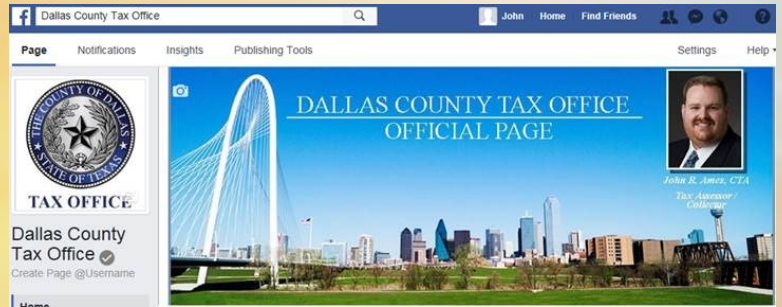 Dallas County Tax Office
John Home Find Friends
Page Notifications Insights Publishing Tools Settings Help
THE COUNTY OF DALLAS
STATE OF TEXAS
TAX OFFICE
DALLAS COUNTY TAX OFFICE
OFFICIAL PAGE
John R. Ames, CTA
Tax Assessor /
Collector
Dallas County
Tax Office
Create Page @Username
Home